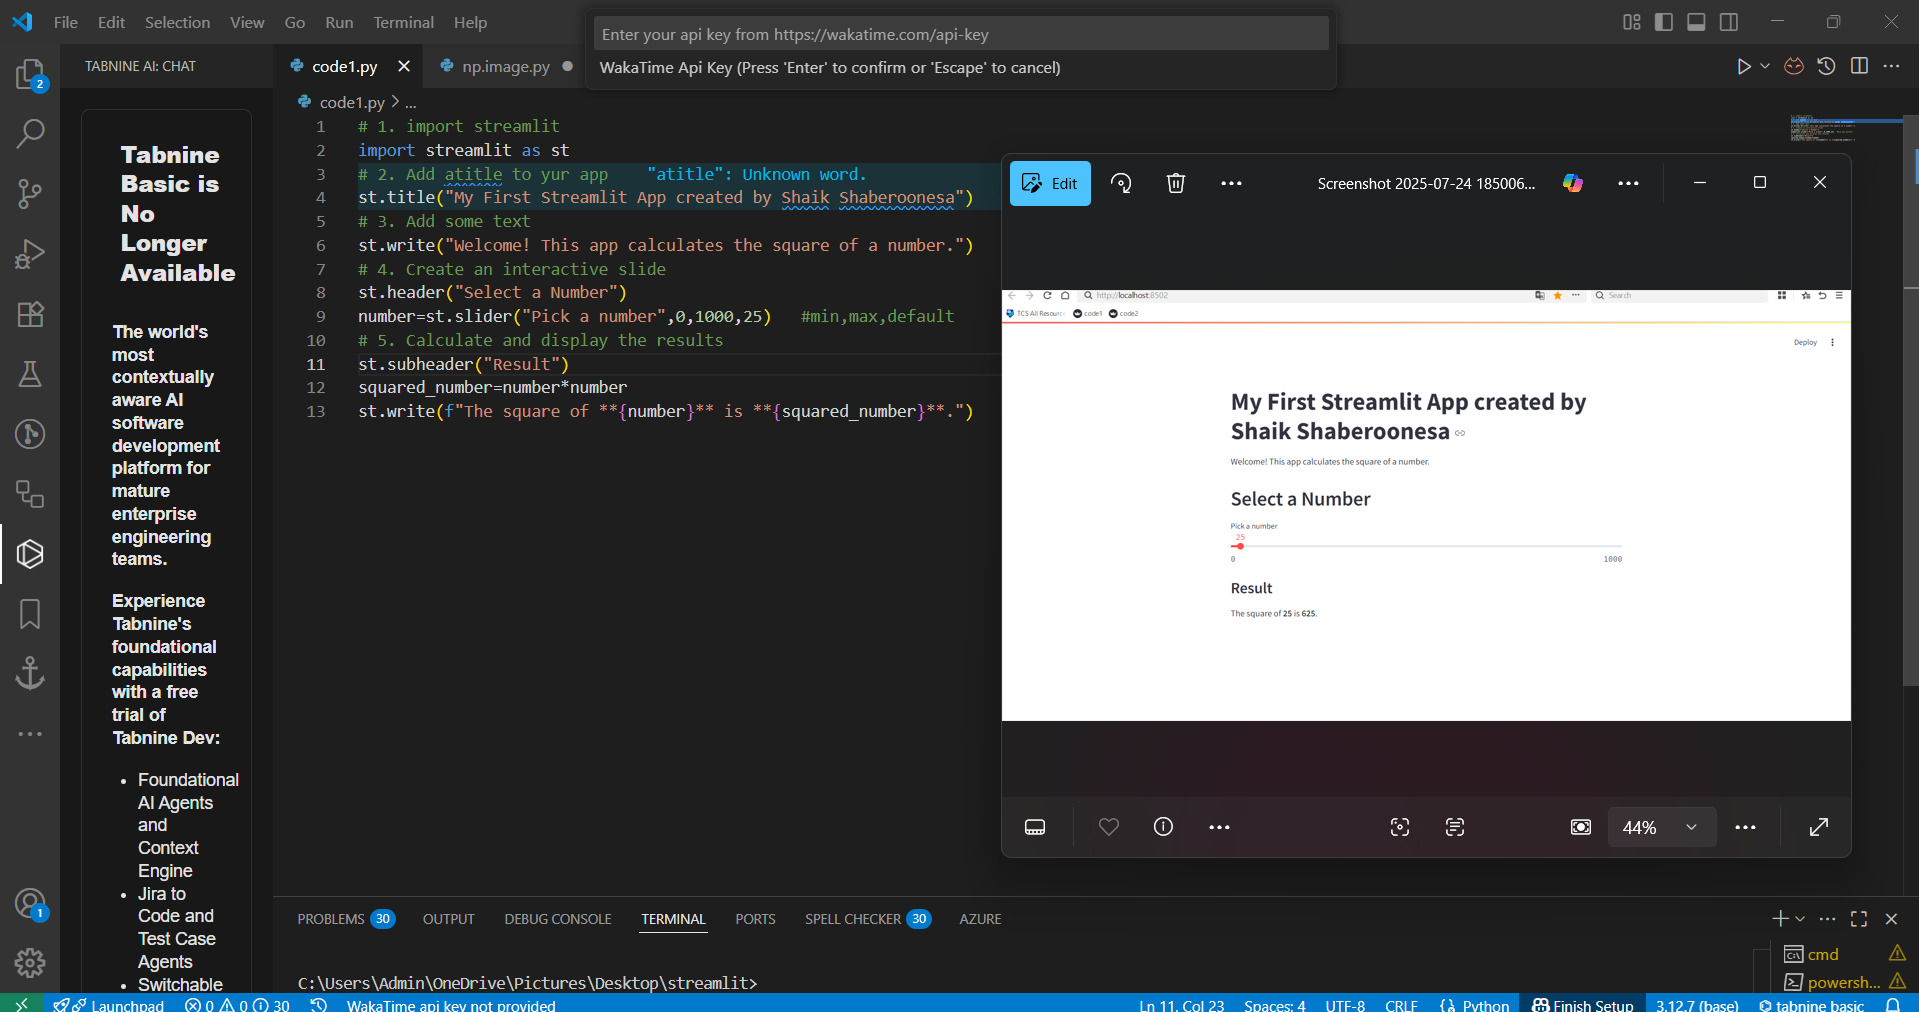 File Edit Selection View Go Run Terminal Help
Enter your api key from https://wakatime.com/api-key
WakaTime Api Key (Press 'Enter' to confirm or 'Escape' to cancel)
TABNINE AI: CHAT
code1.py
np.image.py
2
code1.py > ...
Tabnine
Basic is
No
Longer
Available
The world's
most
contextually
aware AI
software
development
platform for
mature
enterprise
engineering
teams.
Experience
Tabnine's
foundational
capabilities
with a free
trial of
Tabnine Dev:
• Foundational
AI Agents
and
Context
Engine
• Jira to
Code and
Test Case
Agents
• Switchable
1 # 1. import streamlit
2 import streamlit as st
3 # 2. Add atitle to yur app "atitle": Unknown word.
4 st.title("My First Streamlit App created by Shaik Shaberoonesa")
5 # 3. Add some text
6 st.write("Welcome! This app calculates the square of a number.")
7 # 4. Create an interactive slide
8 st.header("Select a Number")
9 number=st.slider("Pick a number",0,1000,25) #min,max,default
10 # 5. Calculate and display the results
11 st.subheader("Result")
12 squared_number=number*number
13 st.write(f"The square of **{number}** is **{squared_number}**.")
Edit
Screenshot 2025-07-24 185006...
http://localhost:8502
Search
TCS All Resourc
code1
code2
Deploy
My First Streamlit App created by
Shaik Shaberoonesa
Welcome! This app calculates the square of a number.
Select a Number
Pick a number
25
0 1000
Result
The square of 25 is 625.
44%
PROBLEMS 30 OUTPUT DEBUG CONSOLE TERMINAL PORTS SPELL CHECKER 30 AZURE
C:\Users\Admin\OneDrive\Pictures\Desktop\streamlit>
cmd
powersh...
1
Launchpad 0 0 30 WakaTime api key not provided Ln 11, Col 23 Spaces: 4 UTF-8 CRLF {} Python Finish Setup 3.12.7 (base) tabnine basic